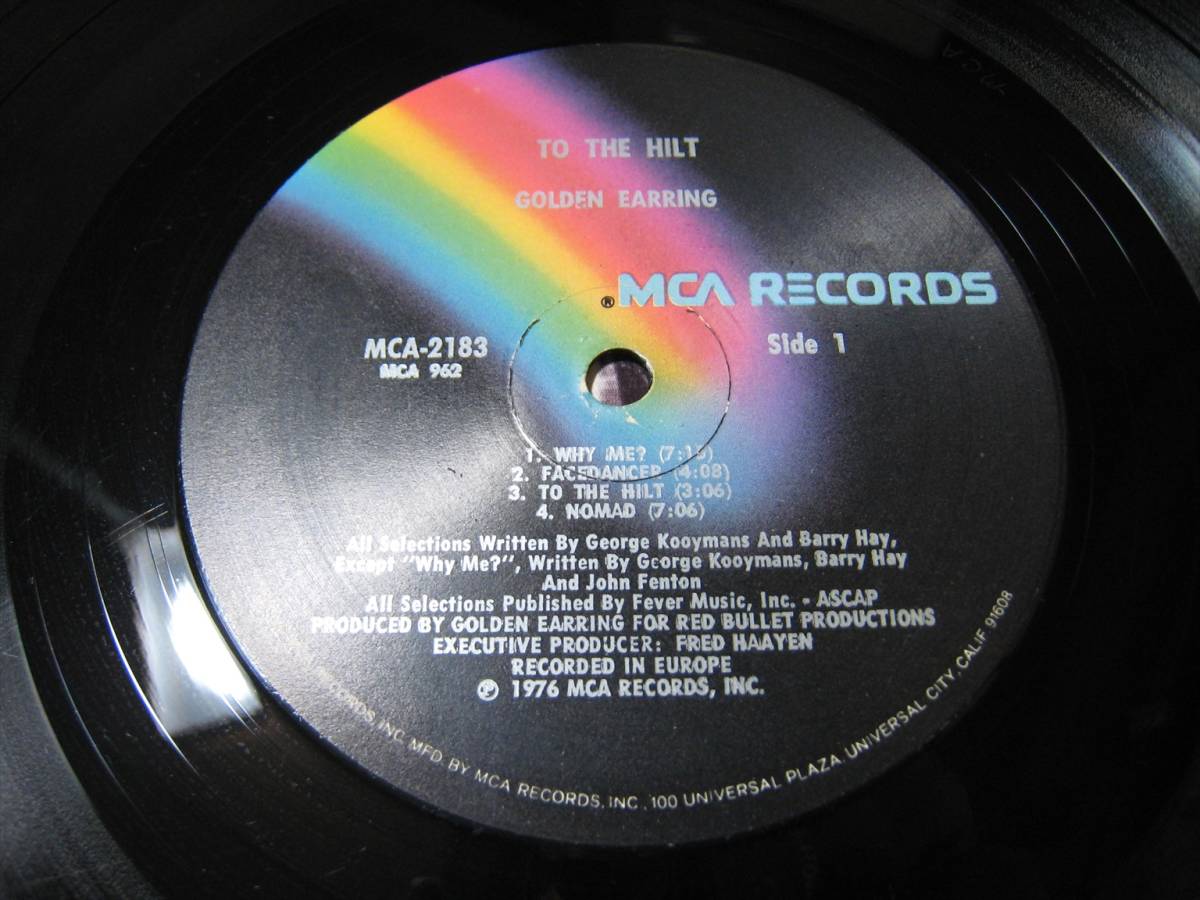 TO THE HILT
GOLDEN EARRING
® MCA RECORDS
MCA-2183
MCA 962
Side 1
1. WHY ME? (7:15)
2. FACEDANCER (4:08)
3. TO THE HILT (3:06)
4. NOMAD (7:06)
All Selections Written By George Kooymans And Barry Hay,
Except "Why Me?", Written By George Kooymans, Barry Hay
And John Fenton
All Selections Published By Fever Music, Inc. - ASCAP
PRODUCED BY GOLDEN EARRING FOR RED BULLET PRODUCTIONS
EXECUTIVE PRODUCER: FRED HAAYEN
RECORDED IN EUROPE
℗ 1976 MCA RECORDS, INC.
RECORDS, INC. MFD. BY MCA RECORDS, INC., 100 UNIVERSAL PLAZA, UNIVERSAL CITY, CALIF. 91608